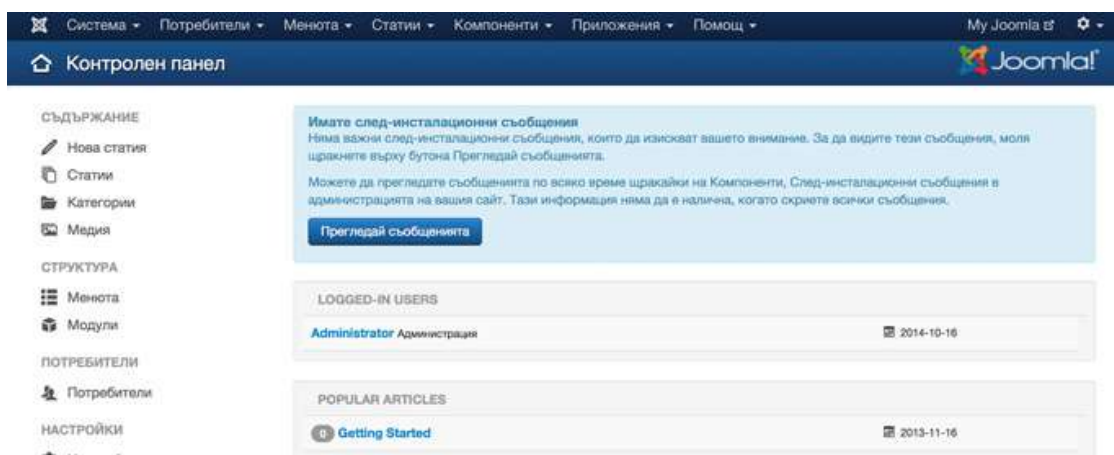 Система Потребители Менюта Статии Компоненти Приложения Помощ My Joomla
Контролен панел Joomla!
СЪДЪРЖАНИЕ
Нова статия
Статии
Категории
Медия
СТРУКТУРА
Менюта
Модули
ПОТРЕБИТЕЛИ
Потребители
НАСТРОЙКИ
Имате след-инсталационни съобщения
Няма важни след-инсталационни съобщения, които да изискват вашето внимание. За да видите тези съобщения, моля
щракнете върху бутона Прегледай съобщенията.
Можете да прегледате съобщенията по всяко време щракайки на Компоненти, След-инсталационни съобщения в
администрацията на вашия сайт. Тази информация няма да е налична, когато скриете всички съобщения.
Прегледай съобщенията
LOGGED-IN USERS
Administrator Администрация 2014-10-16
POPULAR ARTICLES
0 Getting Started 2013-11-16